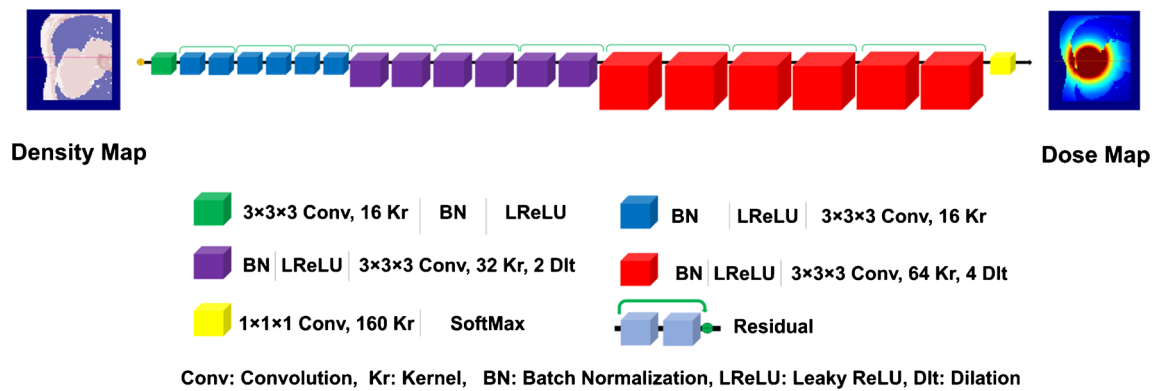 Density Map
Dose Map
3×3×3 Conv, 16 Kr BN LReLU
BN LReLU 3×3×3 Conv, 16 Kr
BN LReLU 3×3×3 Conv, 32 Kr, 2 Dlt
BN LReLU 3×3×3 Conv, 64 Kr, 4 Dlt
1×1×1 Conv, 160 Kr SoftMax
Residual
Conv: Convolution, Kr: Kernel, BN: Batch Normalization, LReLU: Leaky ReLU, Dlt: Dilation